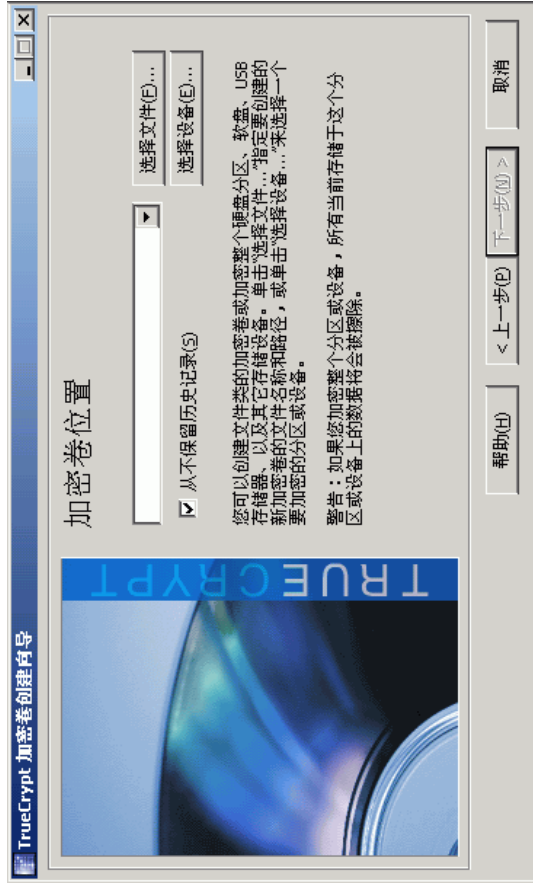 TrueCrypt 加密卷创建向导
TRUECRYPT
加密卷位置
选择文件(F)...
选择设备(E)...
从不保留历史记录(S)
您可以创建文件类的加密卷或加密整个硬盘分区、软盘、USB
存储器、以及其它存储设备。单击“选择文件...”指定要创建的
新加密卷的文件名称和路径，或单击“选择设备...”来选择一个
要加密的分区或设备。
警告：如果您加密整个分区或设备，所有当前存储于这个分
区或设备上的数据将会被擦除。
帮助(H)
< 上一步(P)
下一步(N) >
取消